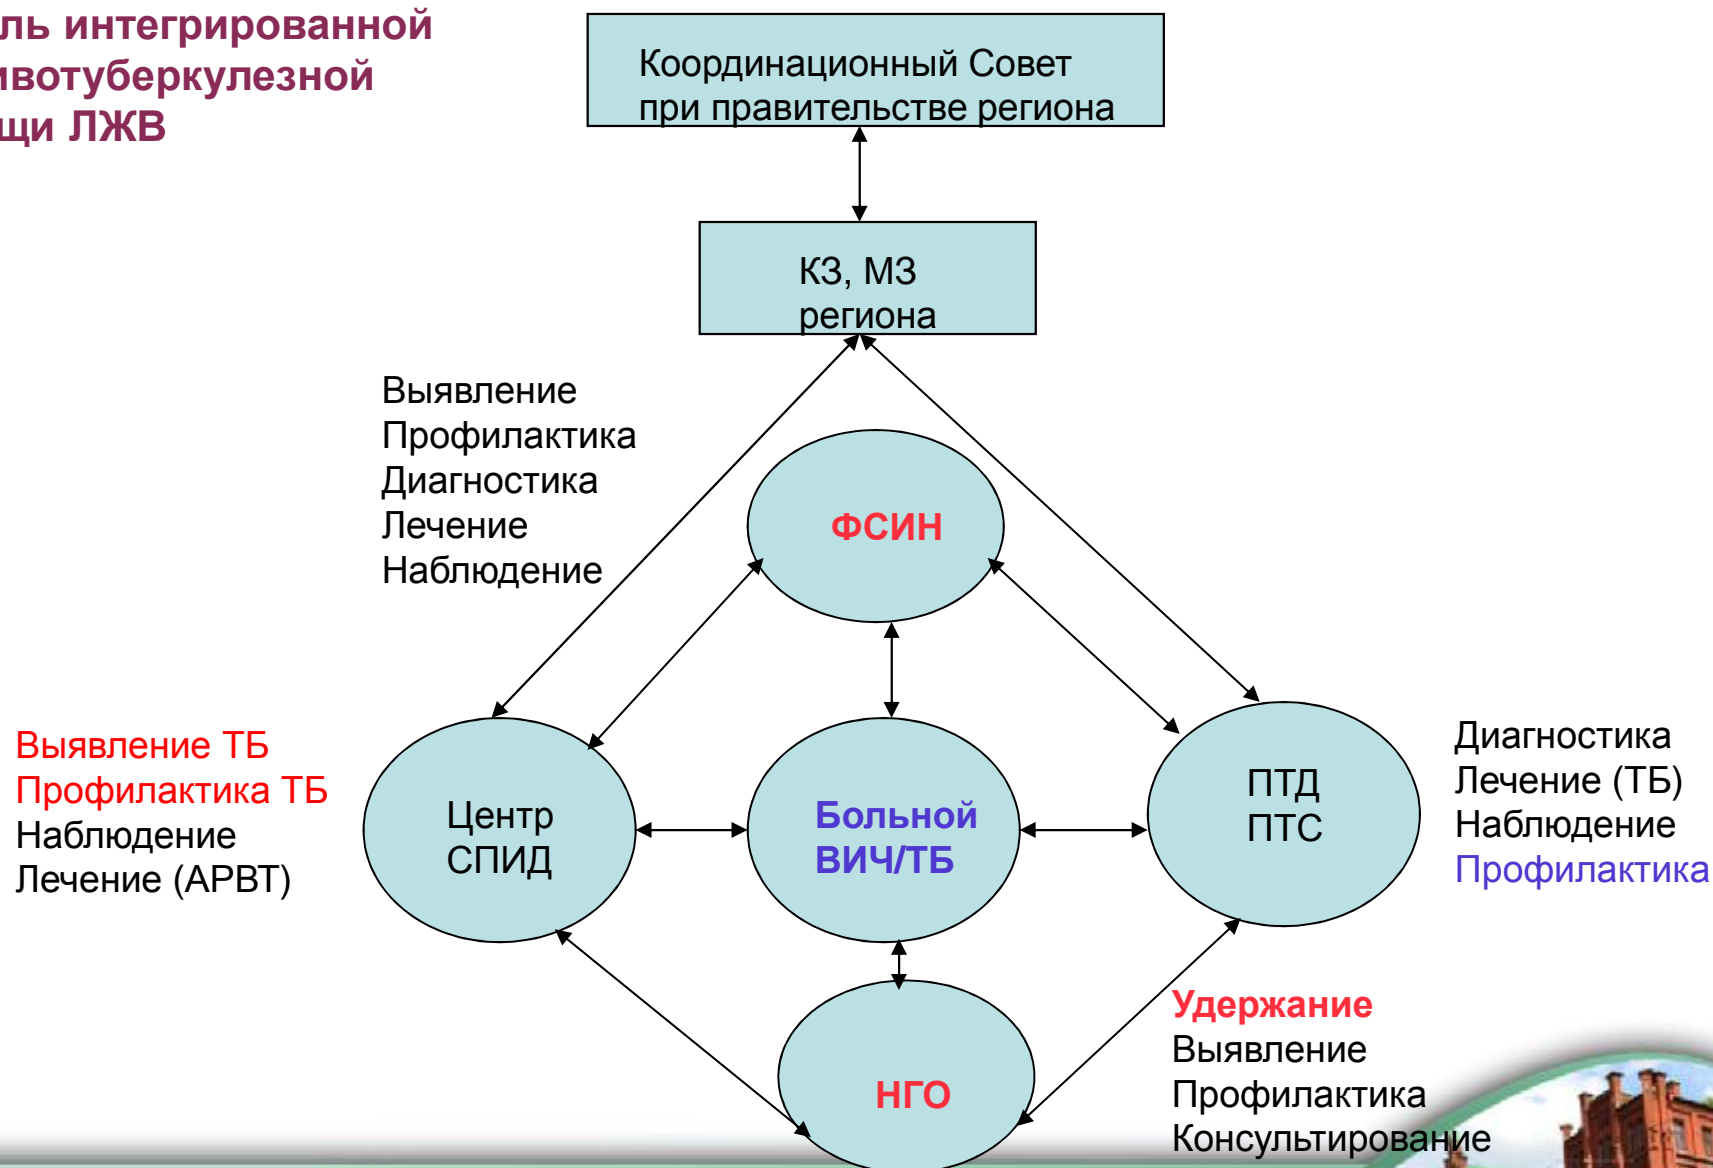 ль интегрированной
ивотуберкулезной
щи ЛЖВ
Координационный Совет
при правительстве региона
КЗ, МЗ
региона
Выявление
Профилактика
Диагностика
Лечение
Наблюдение
ФСИН
Выявление ТБ
Профилактика ТБ
Наблюдение
Лечение (АРВТ)
Центр
СПИД
Больной
ВИЧ/ТБ
ПТД
ПТС
Диагностика
Лечение (ТБ)
Наблюдение
Профилактика
НГО
Удержание
Выявление
Профилактика
Консультирование